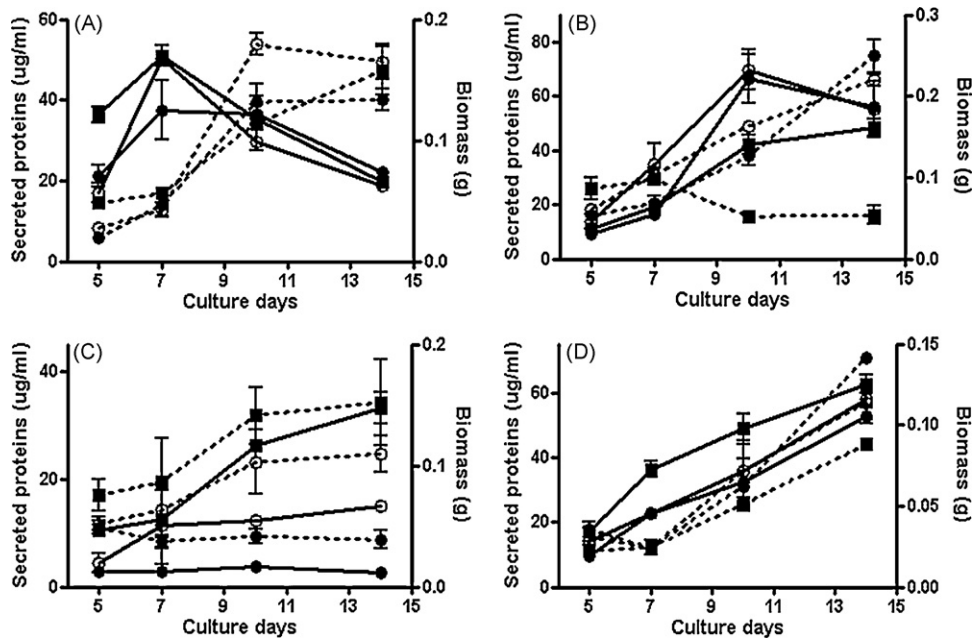 (A)
Secreted proteins (ug/ml)
60
40
20
0
5 7 9 11 13 15
Culture days
0.2
0.1
0.0
Biomass (g)
(B)
Secreted proteins (ug/ml)
80
60
40
20
0
5 7 9 11 13 15
Culture days
0.3
0.2
0.1
0.0
Biomass (g)
(C)
Secreted proteins (ug/ml)
40
20
0
5 7 9 11 13 15
Culture days
0.2
0.1
0.0
Biomass (g)
(D)
Secreted proteins (ug/ml)
60
40
20
0
5 7 9 11 13 15
Culture days
0.15
0.10
0.05
0.00
Biomass (g)